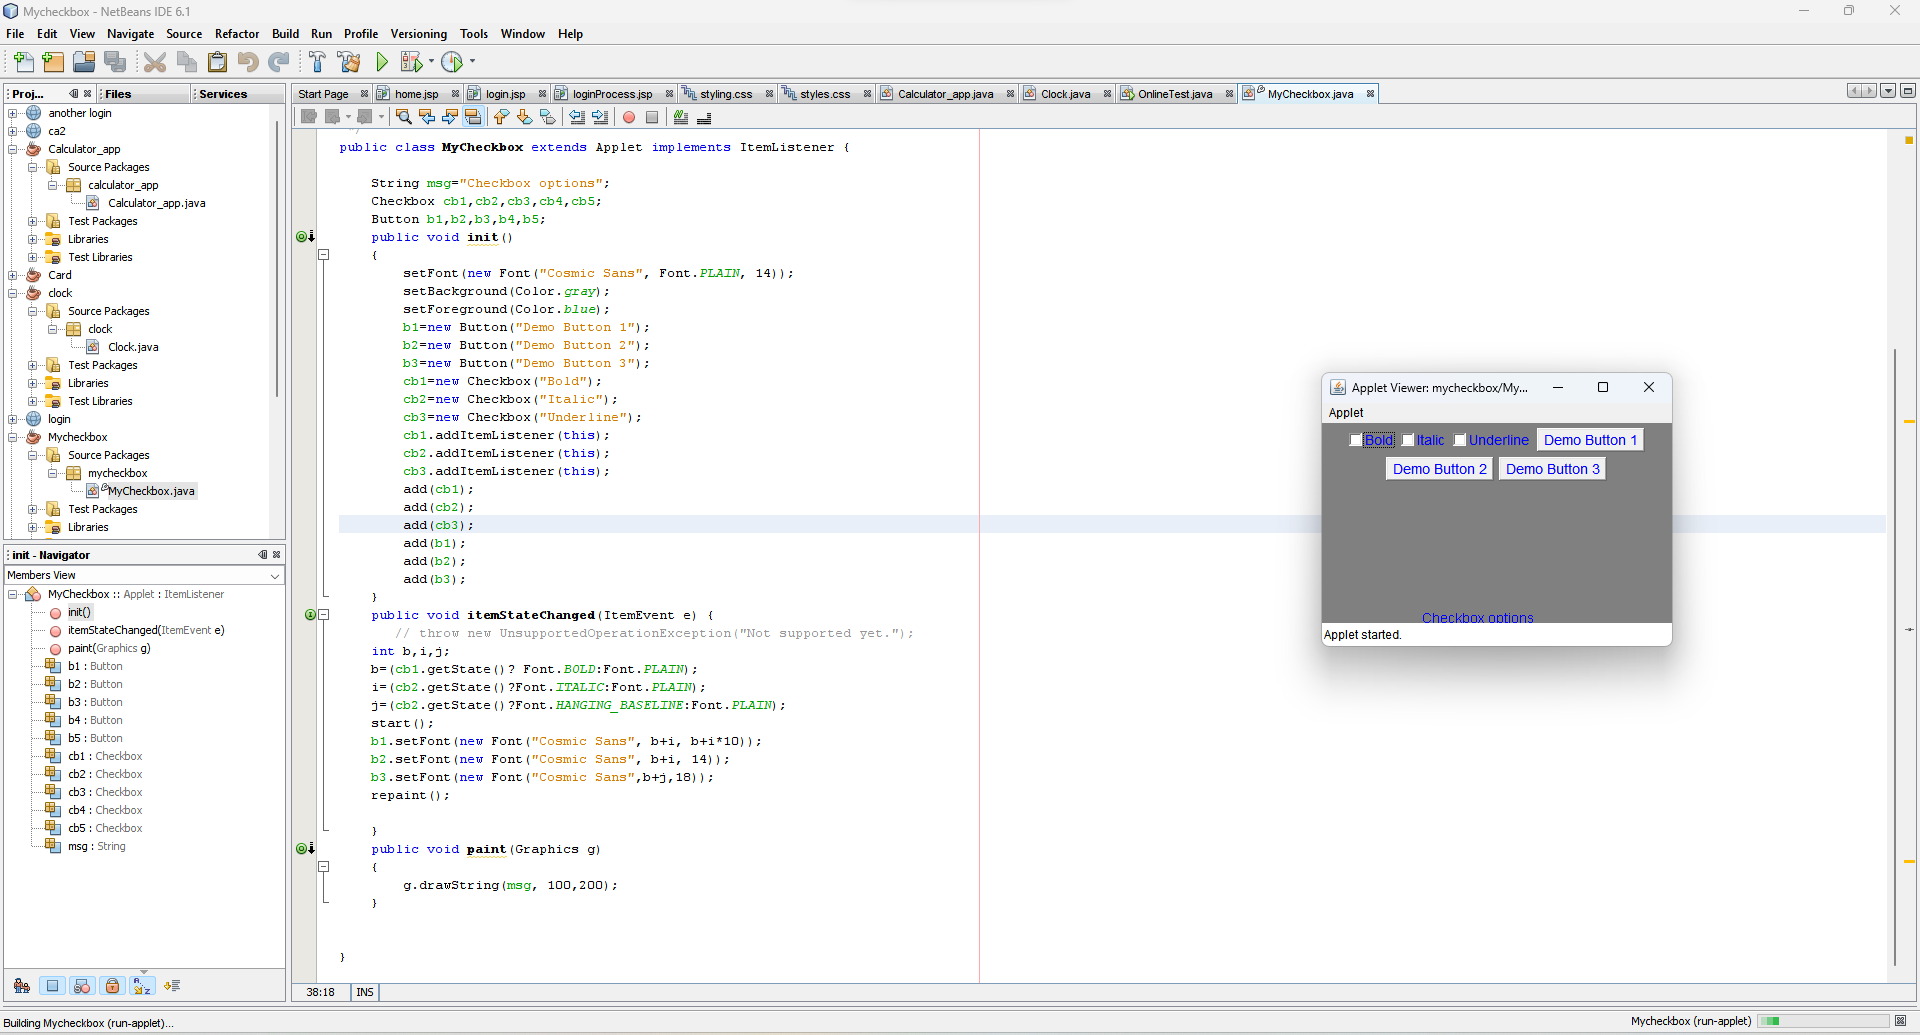 Mycheckbox - NetBeans IDE 6.1
File Edit View Navigate Source Refactor Build Run Profile Versioning Tools Window Help
Proj... Files Services
another login
ca2
Calculator_app
Source Packages
calculator_app
Calculator_app.java
Test Packages
Libraries
Test Libraries
Card
clock
Source Packages
clock
Clock.java
Test Packages
Libraries
Test Libraries
login
Mycheckbox
Source Packages
mycheckbox
MyCheckbox.java
Test Packages
Libraries
init - Navigator
Members View
MyCheckbox :: Applet : ItemListener
init()
itemStateChanged(ItemEvent e)
paint(Graphics g)
b1 : Button
b2 : Button
b3 : Button
b4 : Button
b5 : Button
cb1 : Checkbox
cb2 : Checkbox
cb3 : Checkbox
cb4 : Checkbox
cb5 : Checkbox
msg : String
Start Page home.jsp login.jsp loginProcess.jsp styling.css styles.css Calculator_app.java Clock.java OnlineTest.java MyCheckbox.java
*/
public class MyCheckbox extends Applet implements ItemListener {
String msg="Checkbox options";
Checkbox cb1,cb2,cb3,cb4,cb5;
Button b1,b2,b3,b4,b5;
public void init()
{
setFont(new Font("Cosmic Sans", Font.PLAIN, 14));
setBackground(Color.gray);
setForeground(Color.blue);
b1=new Button("Demo Button 1");
b2=new Button("Demo Button 2");
b3=new Button("Demo Button 3");
cb1=new Checkbox("Bold");
cb2=new Checkbox("Italic");
cb3=new Checkbox("Underline");
cb1.addItemListener(this);
cb2.addItemListener(this);
cb3.addItemListener(this);
add(cb1);
add(cb2);
add(cb3);
add(b1);
add(b2);
add(b3);
}
public void itemStateChanged(ItemEvent e) {
// throw new UnsupportedOperationException("Not supported yet.");
int b,i,j;
b=(cb1.getState()? Font.BOLD:Font.PLAIN);
i=(cb2.getState()?Font.ITALIC:Font.PLAIN);
j=(cb2.getState()?Font.HANGING_BASELINE:Font.PLAIN);
start();
b1.setFont(new Font("Cosmic Sans", b+i, b+i*10));
b2.setFont(new Font("Cosmic Sans", b+i, 14));
b3.setFont(new Font("Cosmic Sans",b+j,18));
repaint();
}
public void paint(Graphics g)
{
g.drawString(msg, 100,200);
}
}
38:18 INS
Applet Viewer: mycheckbox/My...
Applet
Bold Italic Underline Demo Button 1
Demo Button 2 Demo Button 3
Checkbox options
Applet started.
Building Mycheckbox (run-applet)...
Mycheckbox (run-applet)